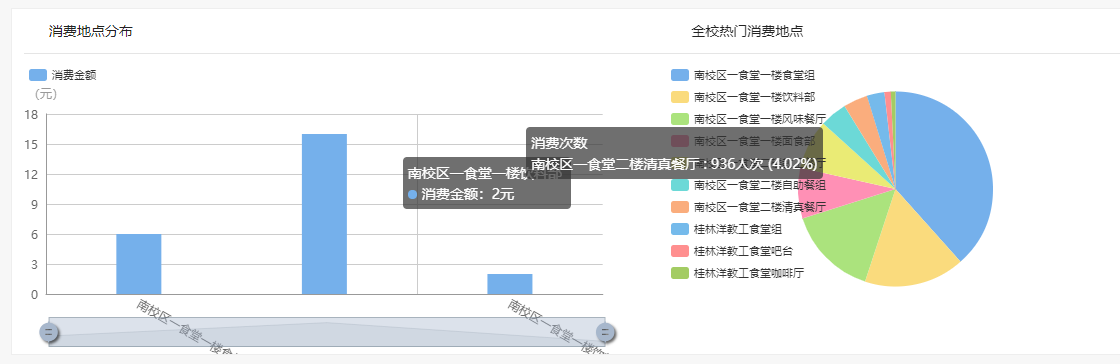 消费地点分布
消费金额
(元)
18
15
12
9
6
3
0
南校区一食堂一楼
消费金额：2元
南校区一食堂一楼食
南校区一食堂一楼饮
全校热门消费地点
南校区一食堂一楼食堂组
南校区一食堂一楼饮料部
南校区一食堂一楼风味餐厅
南校区一食堂一楼面食部
消费次数
南校区一食堂二楼清真餐厅 : 936人次 (4.02%)
南校区一食堂二楼自助餐组
南校区一食堂二楼清真餐厅
桂林洋教工食堂组
桂林洋教工食堂吧台
桂林洋教工食堂咖啡厅